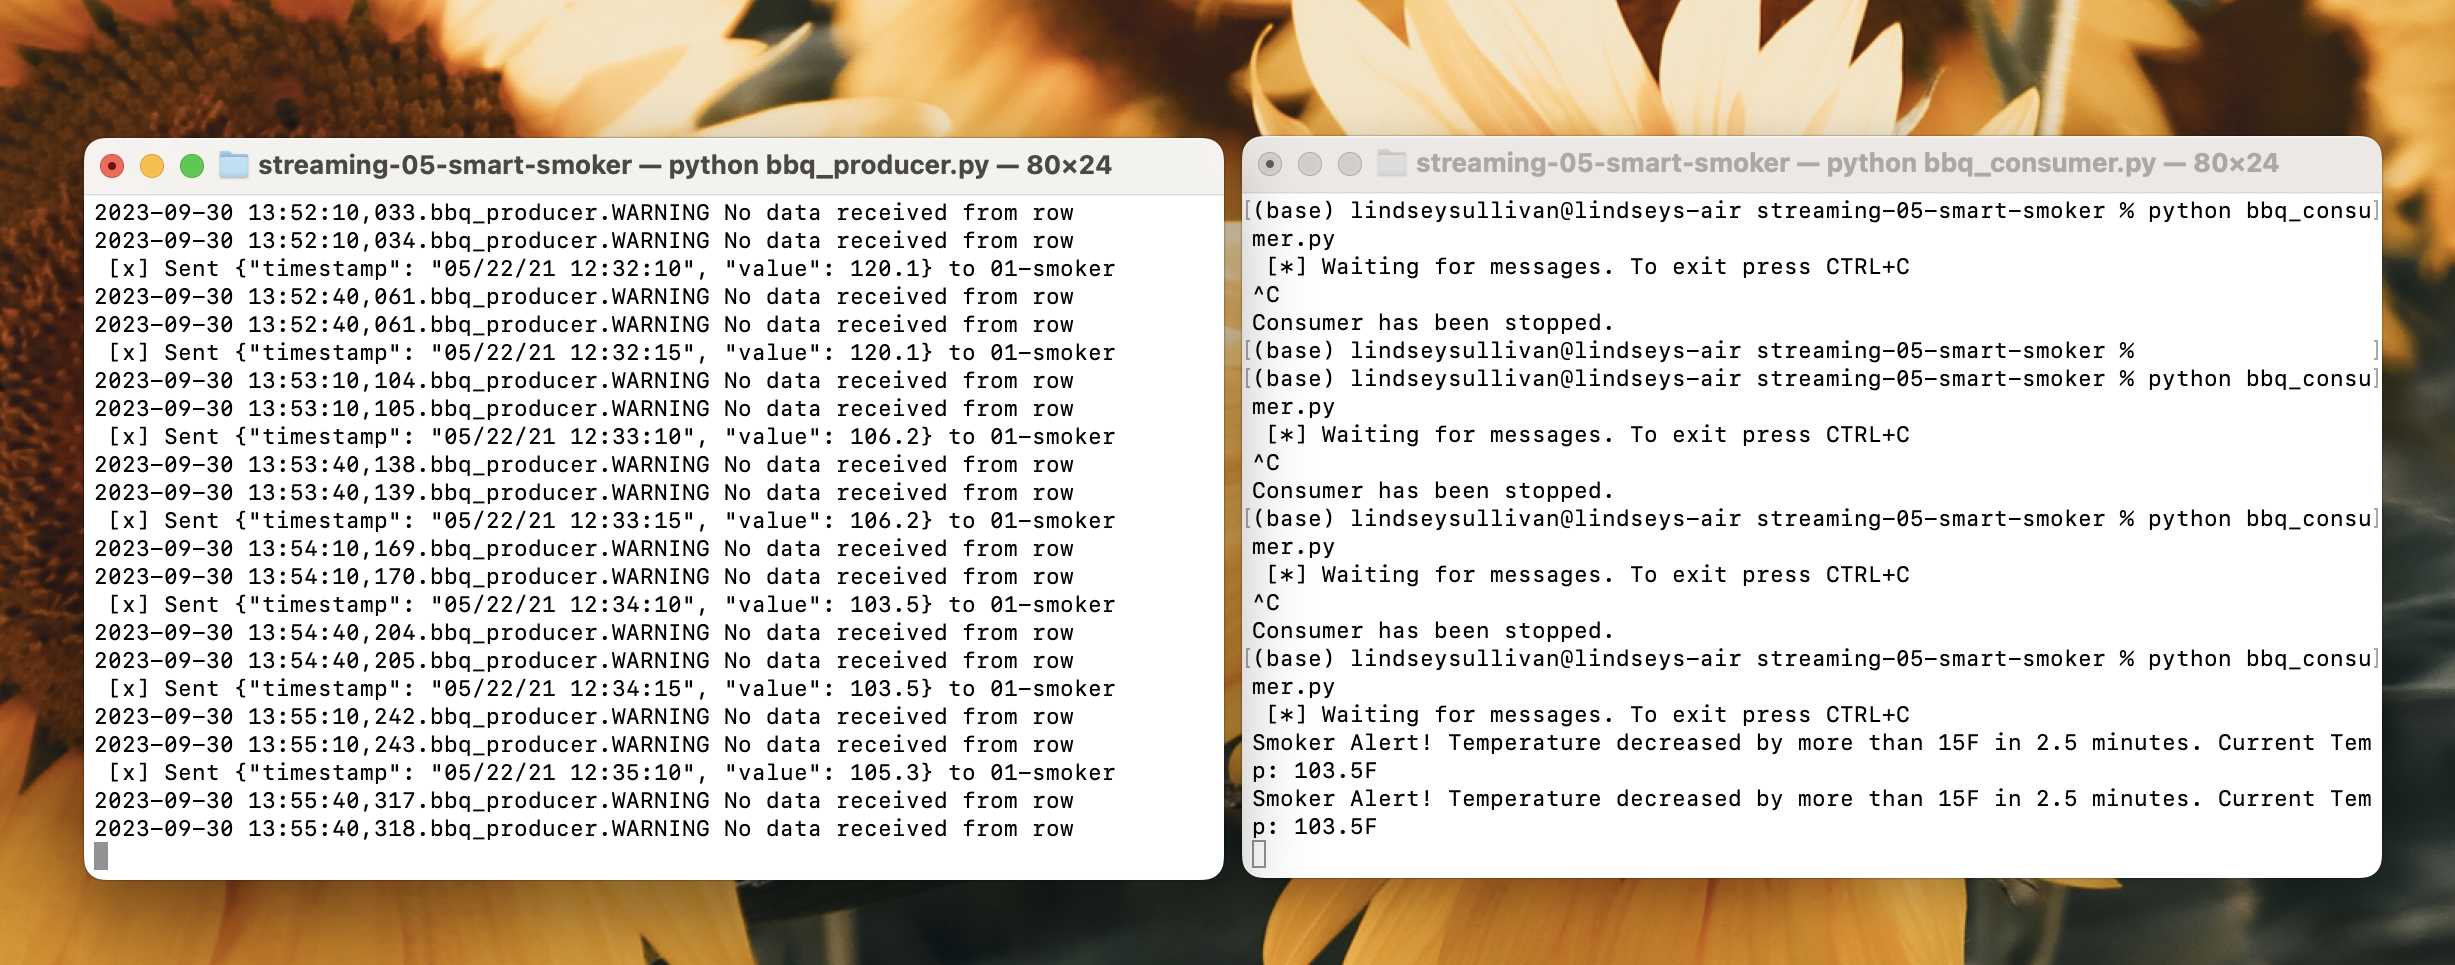 streaming-05-smart-smoker — python bbq_producer.py — 80×24
2023-09-30 13:52:10,033.bbq_producer.WARNING No data received from row
2023-09-30 13:52:10,034.bbq_producer.WARNING No data received from row
[x] Sent {"timestamp": "05/22/21 12:32:10", "value": 120.1} to 01-smoker
2023-09-30 13:52:40,061.bbq_producer.WARNING No data received from row
2023-09-30 13:52:40,061.bbq_producer.WARNING No data received from row
[x] Sent {"timestamp": "05/22/21 12:32:15", "value": 120.1} to 01-smoker
2023-09-30 13:53:10,104.bbq_producer.WARNING No data received from row
2023-09-30 13:53:10,105.bbq_producer.WARNING No data received from row
[x] Sent {"timestamp": "05/22/21 12:33:10", "value": 106.2} to 01-smoker
2023-09-30 13:53:40,138.bbq_producer.WARNING No data received from row
2023-09-30 13:53:40,139.bbq_producer.WARNING No data received from row
[x] Sent {"timestamp": "05/22/21 12:33:15", "value": 106.2} to 01-smoker
2023-09-30 13:54:10,169.bbq_producer.WARNING No data received from row
2023-09-30 13:54:10,170.bbq_producer.WARNING No data received from row
[x] Sent {"timestamp": "05/22/21 12:34:10", "value": 103.5} to 01-smoker
2023-09-30 13:54:40,204.bbq_producer.WARNING No data received from row
2023-09-30 13:54:40,205.bbq_producer.WARNING No data received from row
[x] Sent {"timestamp": "05/22/21 12:34:15", "value": 103.5} to 01-smoker
2023-09-30 13:55:10,242.bbq_producer.WARNING No data received from row
2023-09-30 13:55:10,243.bbq_producer.WARNING No data received from row
[x] Sent {"timestamp": "05/22/21 12:35:10", "value": 105.3} to 01-smoker
2023-09-30 13:55:40,317.bbq_producer.WARNING No data received from row
2023-09-30 13:55:40,318.bbq_producer.WARNING No data received from row
streaming-05-smart-smoker — python bbq_consumer.py — 80×24
[(base) lindseysullivan@lindseys-air streaming-05-smart-smoker % python bbq_consu]
mer.py
[*] Waiting for messages. To exit press CTRL+C
^C
Consumer has been stopped.
[(base) lindseysullivan@lindseys-air streaming-05-smart-smoker % ]
[(base) lindseysullivan@lindseys-air streaming-05-smart-smoker % python bbq_consu]
mer.py
[*] Waiting for messages. To exit press CTRL+C
^C
Consumer has been stopped.
[(base) lindseysullivan@lindseys-air streaming-05-smart-smoker % python bbq_consu]
mer.py
[*] Waiting for messages. To exit press CTRL+C
^C
Consumer has been stopped.
[(base) lindseysullivan@lindseys-air streaming-05-smart-smoker % python bbq_consu]
mer.py
[*] Waiting for messages. To exit press CTRL+C
Smoker Alert! Temperature decreased by more than 15F in 2.5 minutes. Current Tem
p: 103.5F
Smoker Alert! Temperature decreased by more than 15F in 2.5 minutes. Current Tem
p: 103.5F